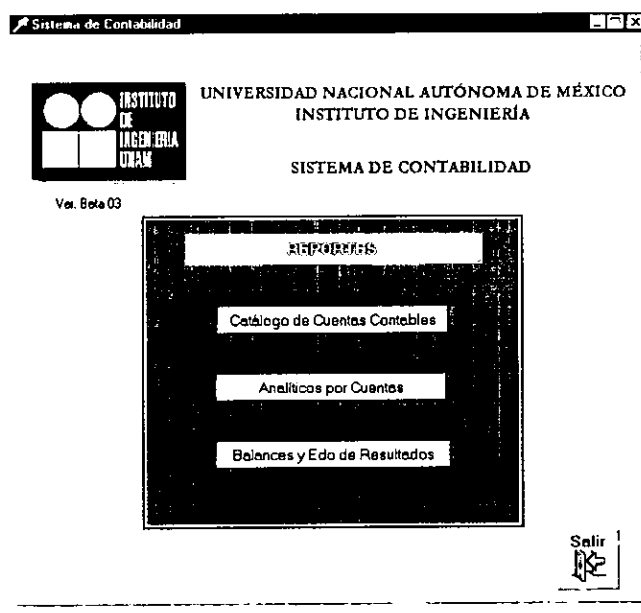 Sistema de Contabilidad
INSTITUTO
DE
INGENIERIA
UNAM
UNIVERSIDAD NACIONAL AUTÓNOMA DE MÉXICO
INSTITUTO DE INGENIERÍA
SISTEMA DE CONTABILIDAD
Ver. Beta 03
REPORTES
Catálogo de Cuentas Contables
Analíticos por Cuentas
Balances y Edo de Resultados
Salir